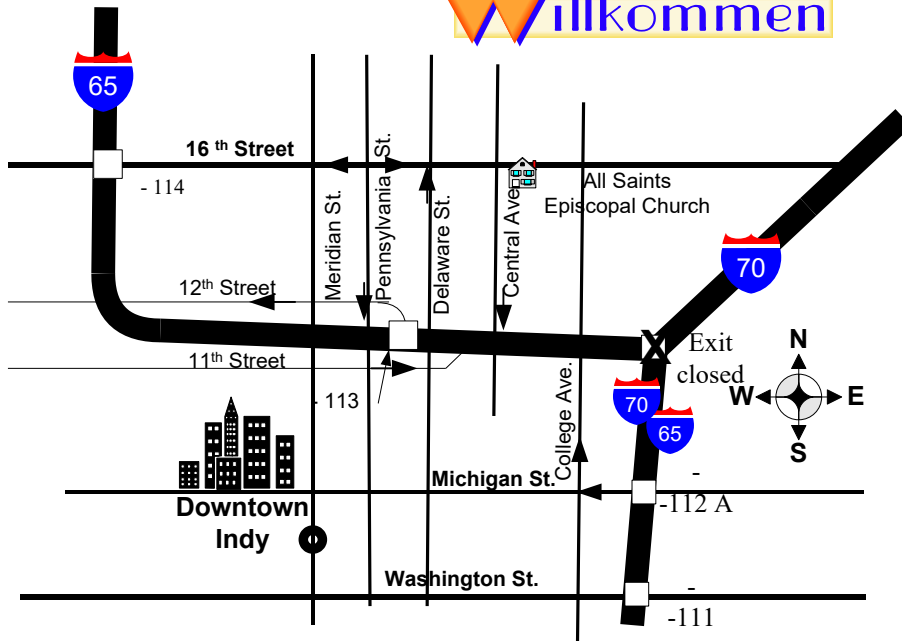 Willkommen
65
16 th Street
- 114
Meridian St.
Pennsylvania St.
Delaware St.
Central Ave.
All Saints
Episcopal Church
70
12th Street
11th Street
- 113
X
Exit
closed
N
W
E
S
70
65
College Ave.
Michigan St.
-
-112 A
Downtown
Indy
Washington St.
-
-111